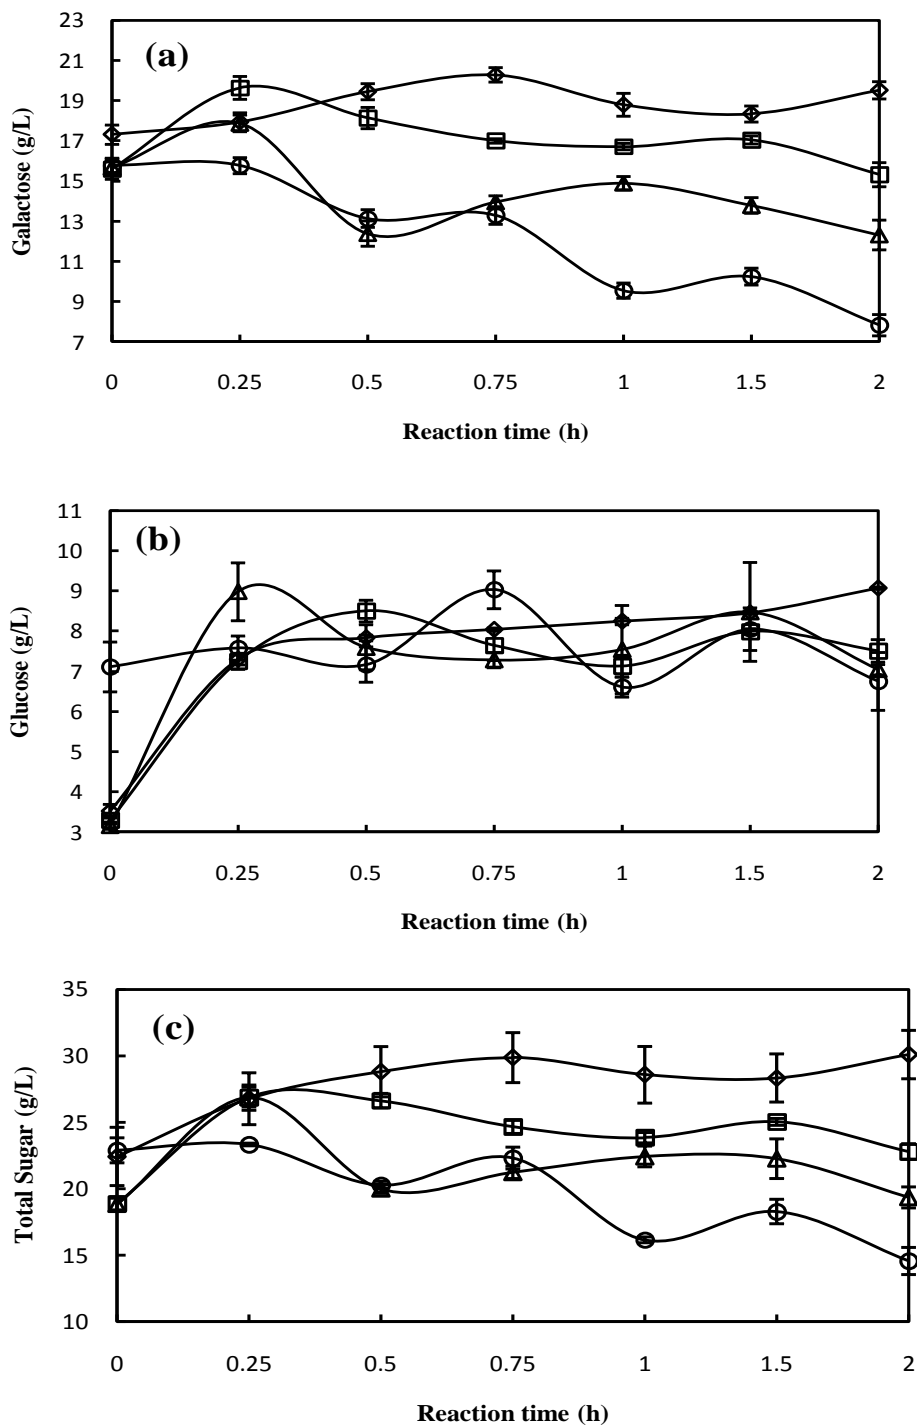 (a)
Galactose (g/L)
23
21
19
17
15
13
11
9
7
0 0.25 0.5 0.75 1 1.5 2
Reaction time (h)
(b)
Glucose (g/L)
11
10
9
8
7
6
5
4
3
0 0.25 0.5 0.75 1 1.5 2
Reaction time (h)
(c)
Total Sugar (g/L)
35
30
25
20
15
10
0 0.25 0.5 0.75 1 1.5 2
Reaction time (h)